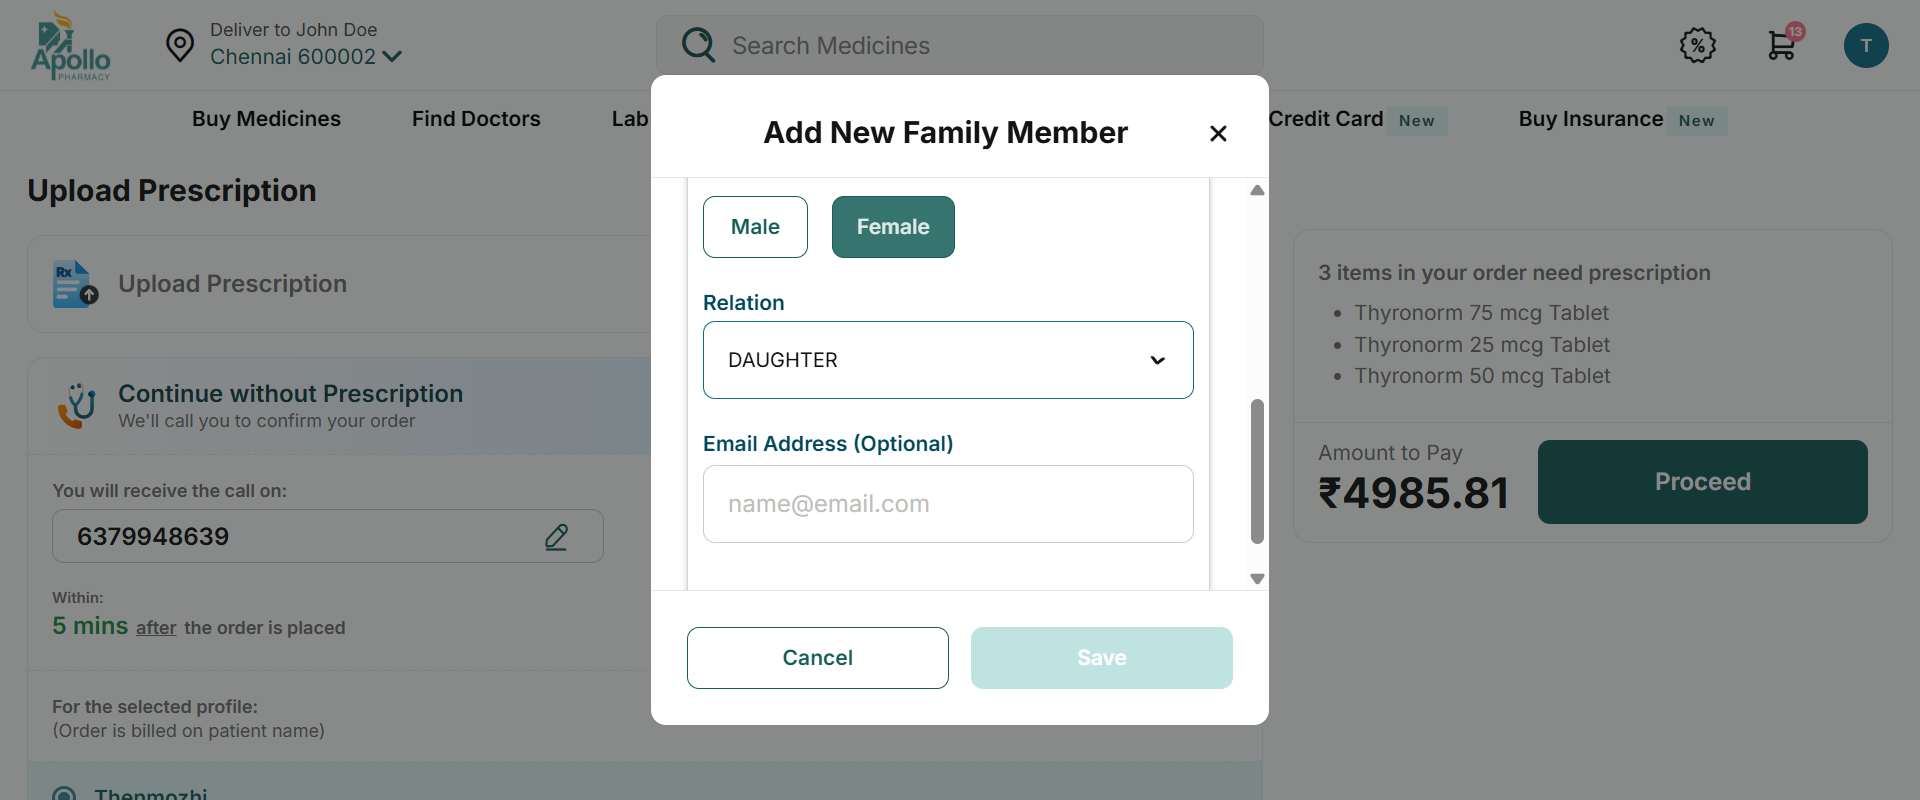 Apollo
PHARMACY
Deliver to John Doe
Chennai 600002
Search Medicines
%
13
T
Buy Medicines
Find Doctors
Lab
Credit Card
New
Buy Insurance
New
Upload Prescription
Rx
Upload Prescription
Continue without Prescription
We'll call you to confirm your order
You will receive the call on:
6379948639
Within:
5 mins after the order is placed
For the selected profile:
(Order is billed on patient name)
Thenmozhi
Add New Family Member
Male
Female
Relation
DAUGHTER
Email Address (Optional)
name@email.com
Cancel
Save
3 items in your order need prescription
• Thyronorm 75 mcg Tablet
• Thyronorm 25 mcg Tablet
• Thyronorm 50 mcg Tablet
Amount to Pay
₹4985.81
Proceed